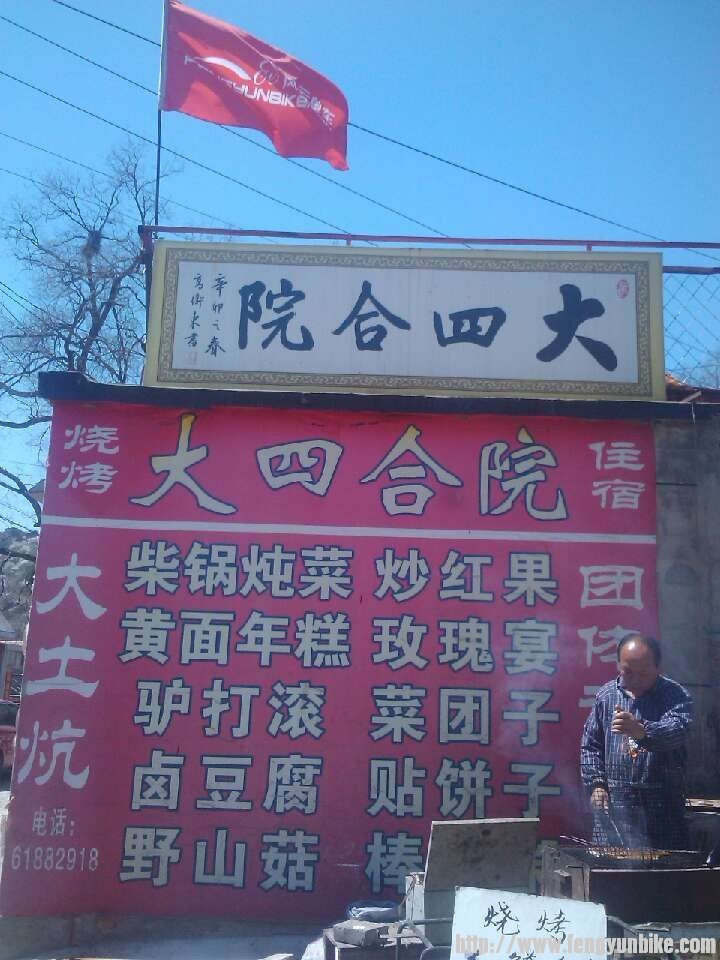 FENGYUNBIKE
大四合院
辛卯之春
烧烤
大四合院
住宿
大土炕
柴锅炖菜 炒红果
黄面年糕 玫瑰宴
驴打滚 菜团子
卤豆腐 贴饼子
野山菇 棒
团体
电话：
61882918
烧烤
http://www.fengyunbike.com